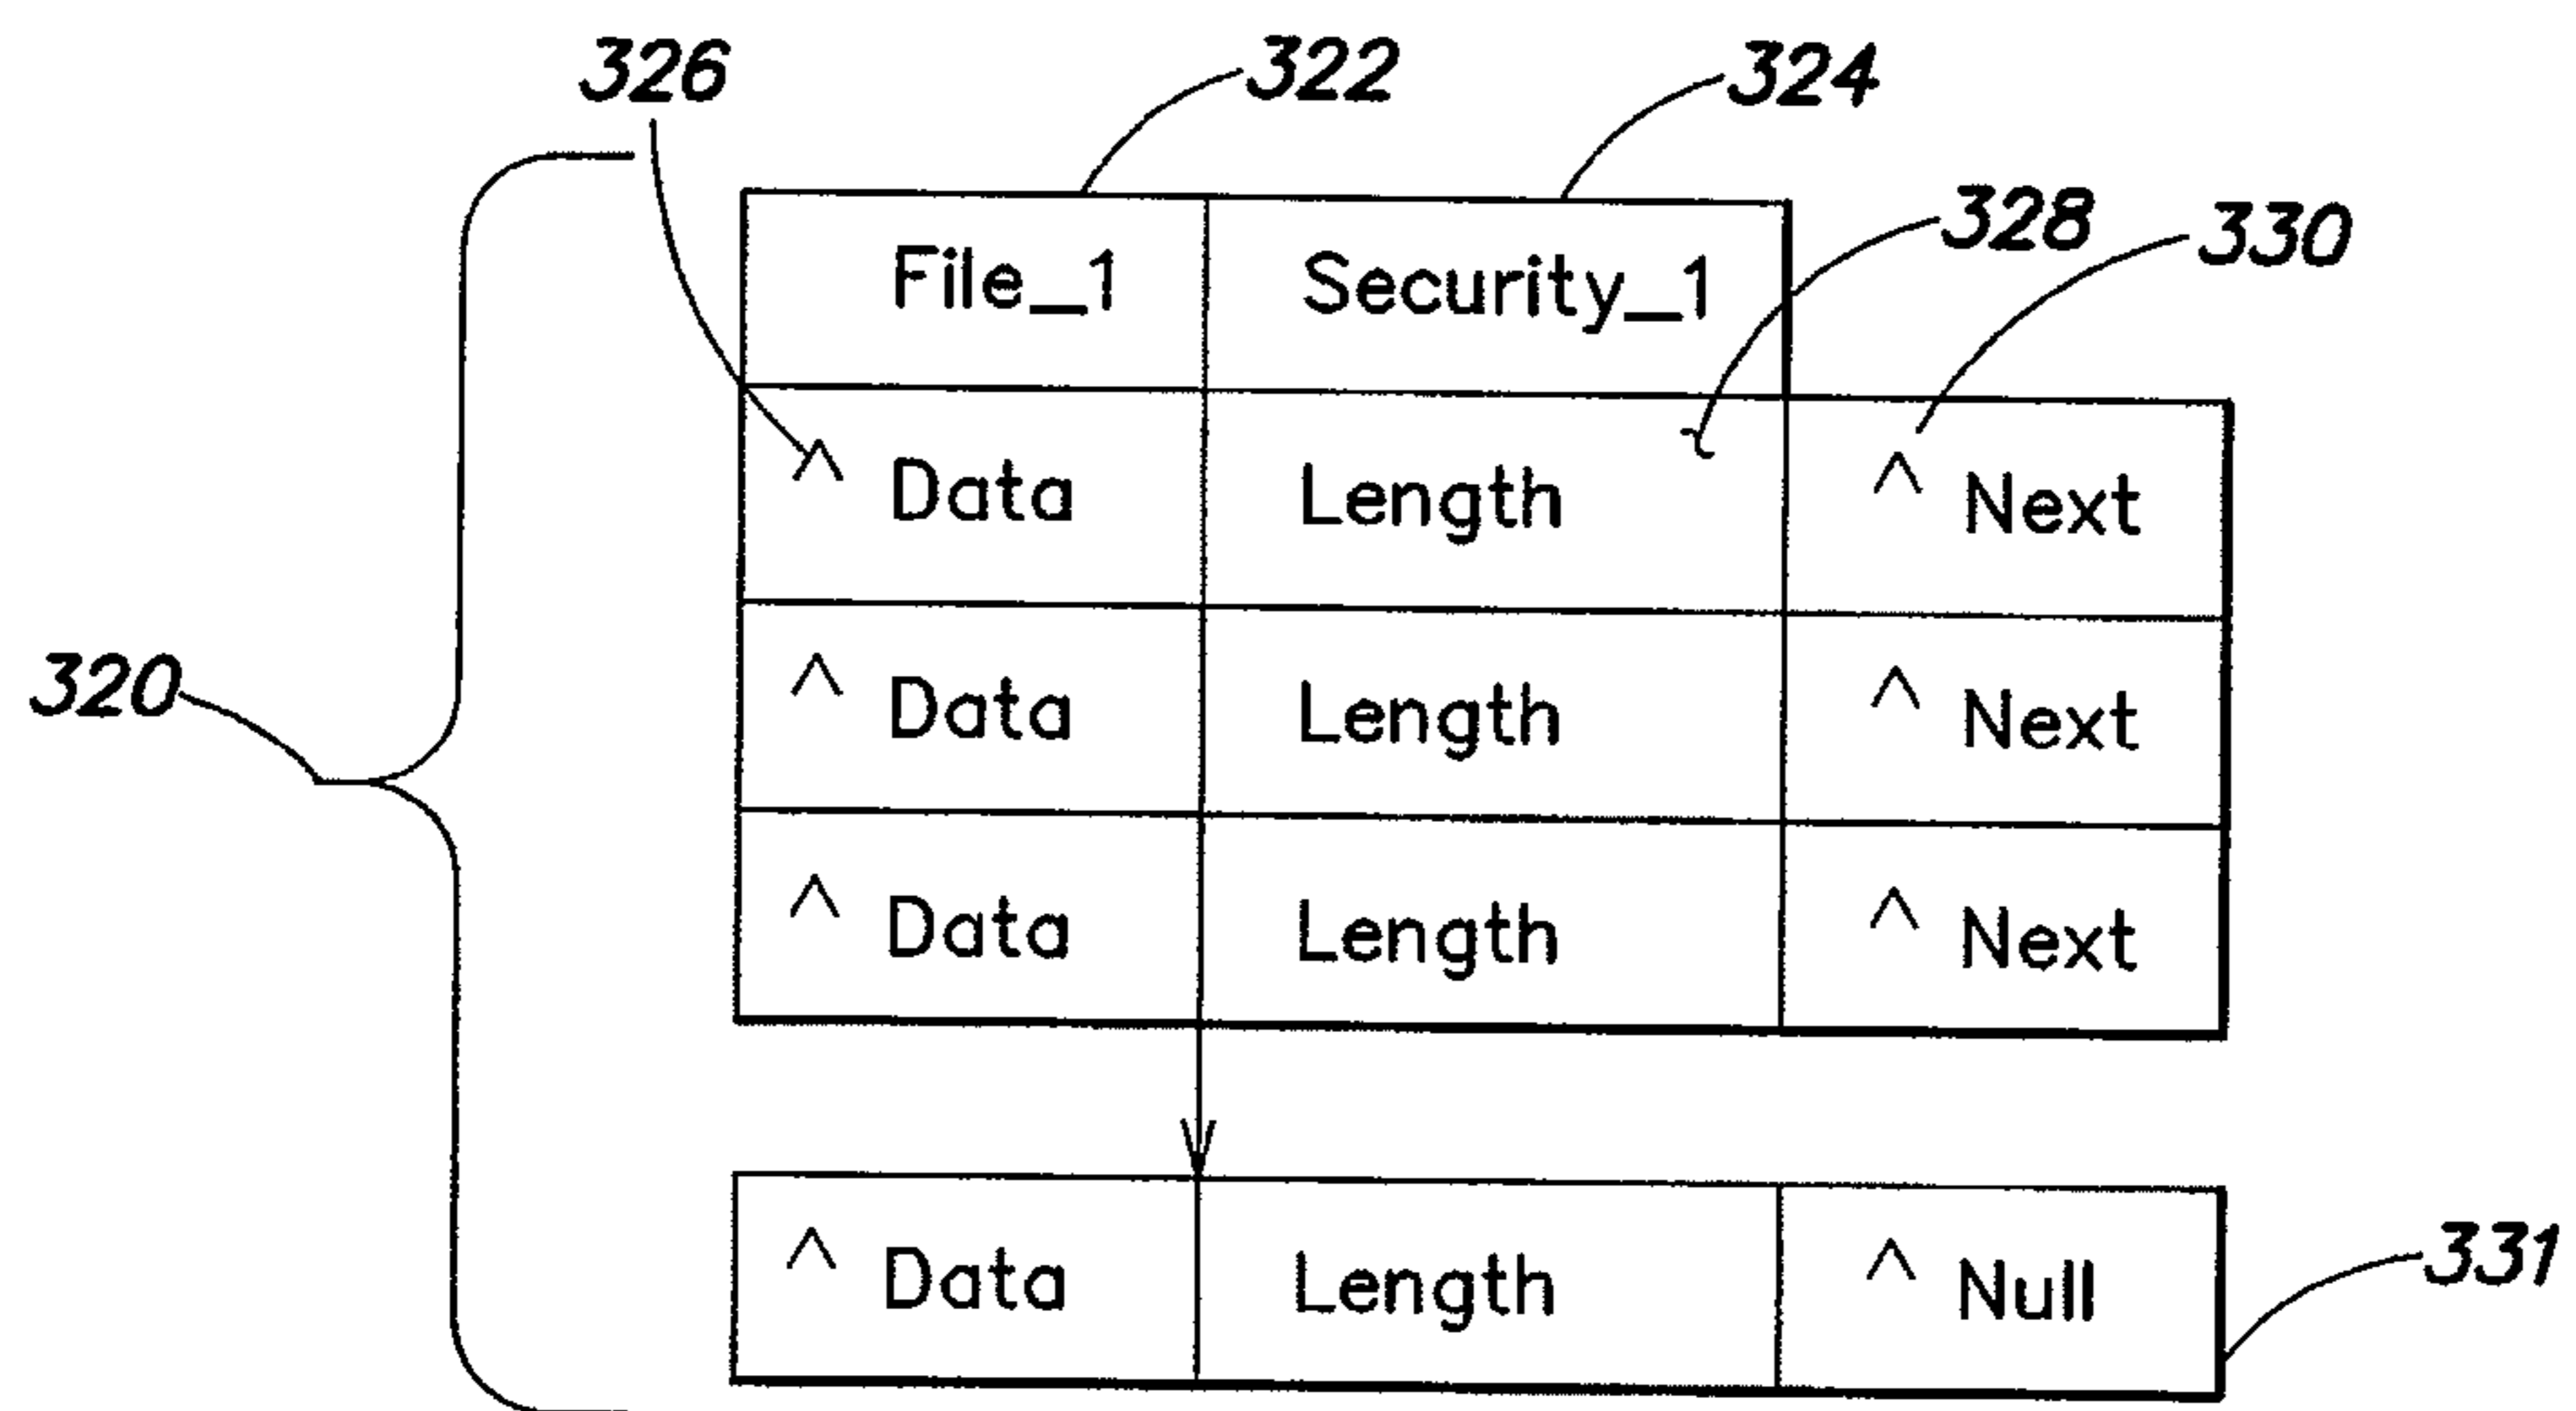 326 322 324
328 330
File_1 Security_1
^ Data Length ^ Next
320 ^ Data Length ^ Next
^ Data Length ^ Next
^ Data Length ^ Null 331